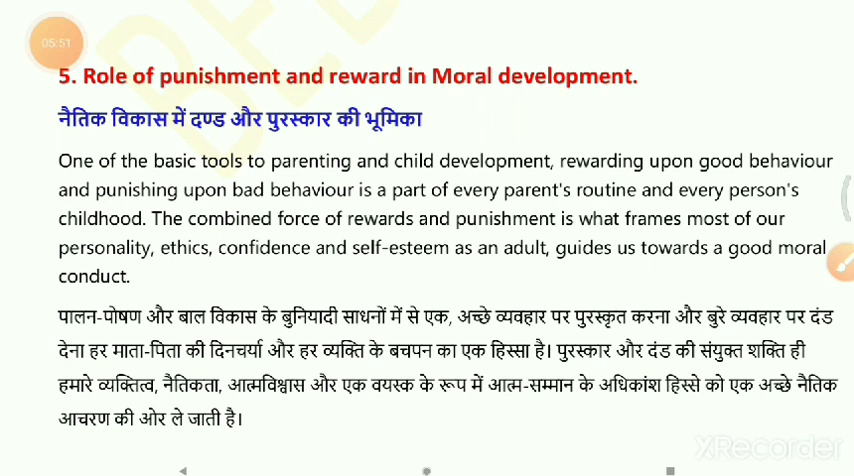 05:51
5. Role of punishment and reward in Moral development.
नैतिक विकास में दण्ड और पुरस्कार की भूमिका
One of the basic tools to parenting and child development, rewarding upon good behaviour
and punishing upon bad behaviour is a part of every parent's routine and every person's
childhood. The combined force of rewards and punishment is what frames most of our
personality, ethics, confidence and self-esteem as an adult, guides us towards a good moral
conduct.
पालन-पोषण और बाल विकास के बुनियादी साधनों में से एक, अच्छे व्यवहार पर पुरस्कृत करना और बुरे व्यवहार पर दंड
देना हर माता-पिता की दिनचर्या और हर व्यक्ति के बचपन का एक हिस्सा है। पुरस्कार और दंड की संयुक्त शक्ति ही
हमारे व्यक्तित्व, नैतिकता, आत्मविश्वास और एक वयस्क के रूप में आत्म-सम्मान के अधिकांश हिस्से को एक अच्छे नैतिक
आचरण की ओर ले जाती है।
XRecorder